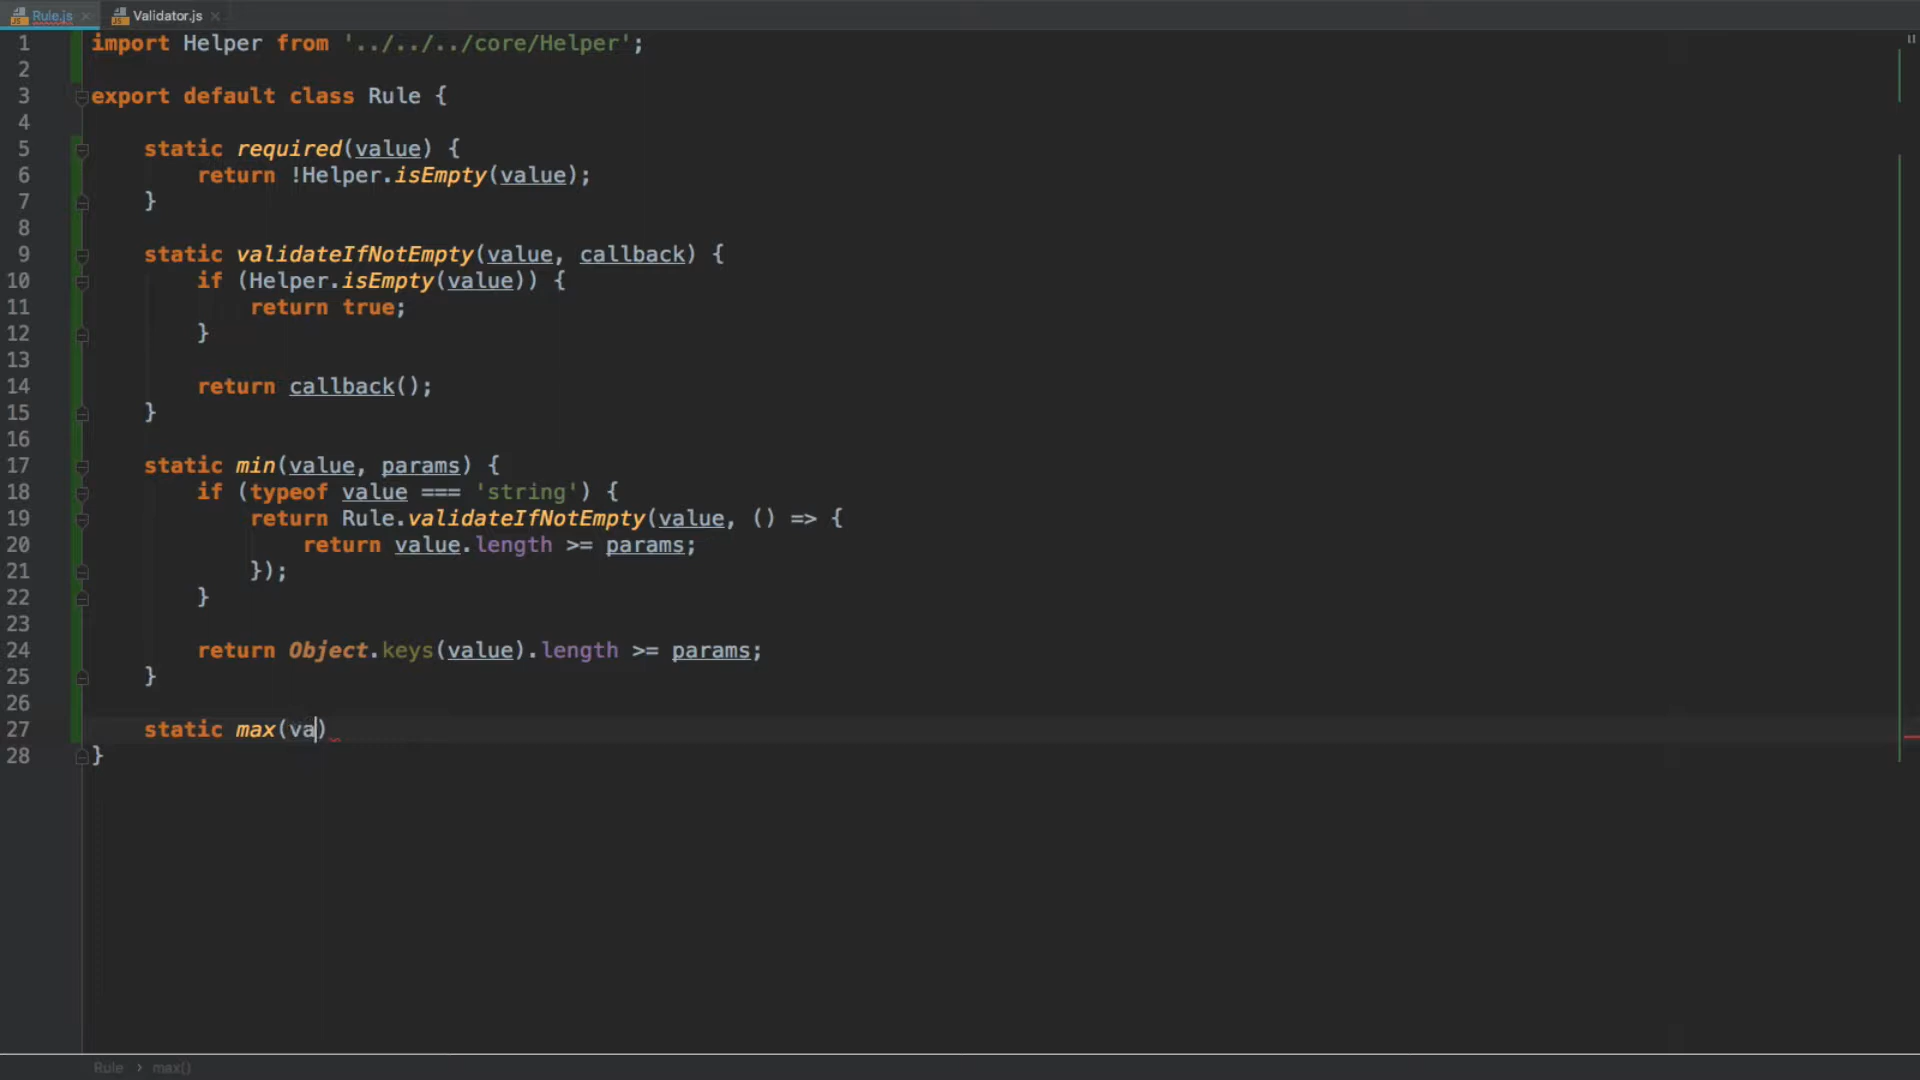 Rule.js Validator.js
1 import Helper from '../../../core/Helper';
2
3 export default class Rule {
4
5 static required(value) {
6 return !Helper.isEmpty(value);
7 }
8
9 static validateIfNotEmpty(value, callback) {
10 if (Helper.isEmpty(value)) {
11 return true;
12 }
13
14 return callback();
15 }
16
17 static min(value, params) {
18 if (typeof value === 'string') {
19 return Rule.validateIfNotEmpty(value, () => {
20 return value.length >= params;
21 });
22 }
23
24 return Object.keys(value).length >= params;
25 }
26
27 static max(va)
28 }
Rule › max()